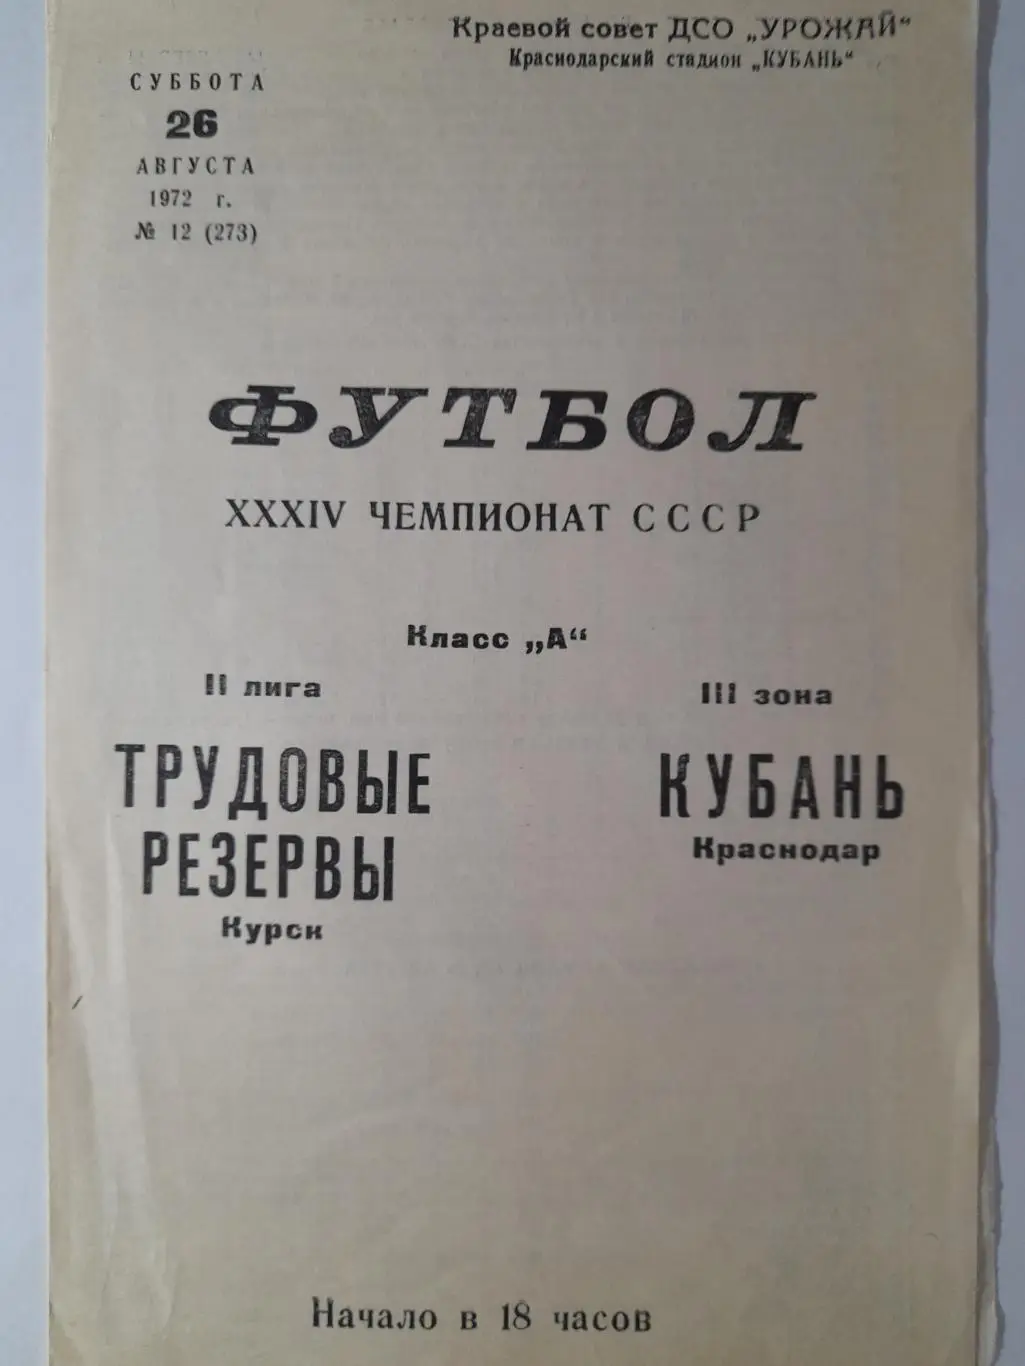 Краевой совет ДСО „УРОЖАЙ“
Краснодарский стадион „КУБАНЬ“
СУББОТА
26
АВГУСТА
1972 г.
№ 12 (273)
ФУТБОЛ
XXXIV ЧЕМПИОНАТ СССР
Класс „А“
II лига
III зона
ТРУДОВЫЕ
РЕЗЕРВЫ
Курск
КУБАНЬ
Краснодар
Начало в 18 часов